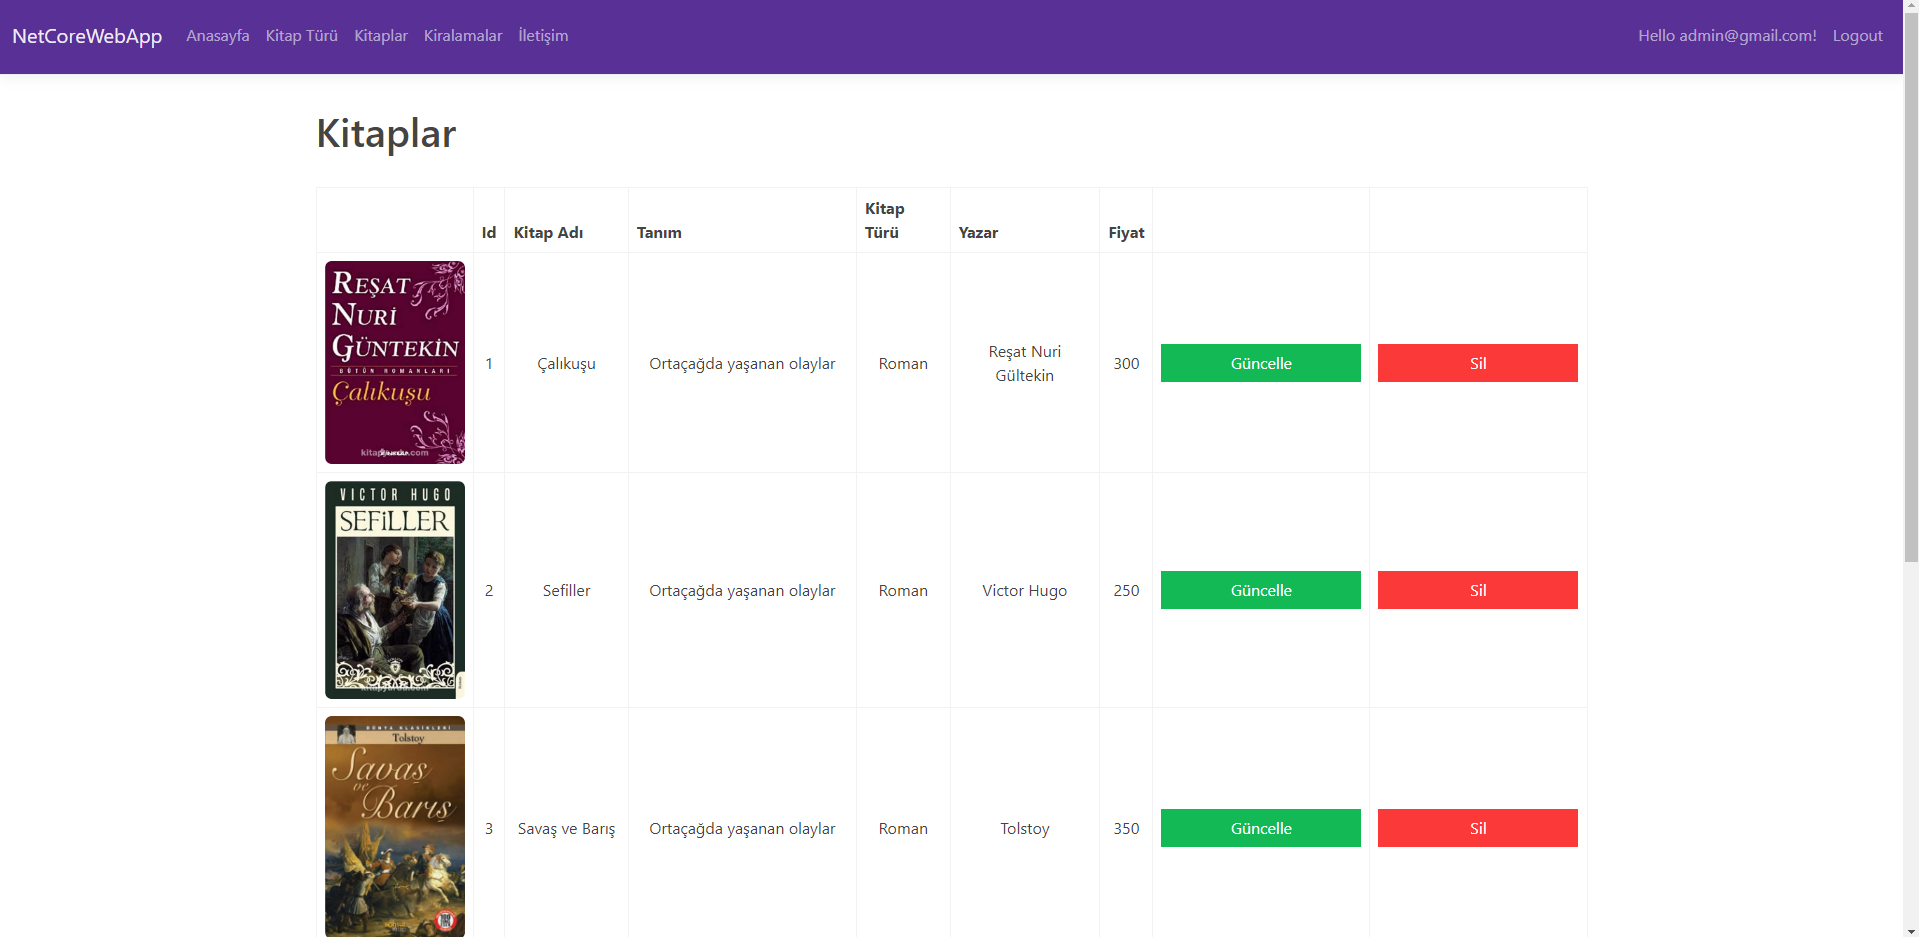 NetCoreWebApp Anasayfa Kitap Türü Kitaplar Kiralamalar İletişim Hello admin@gmail.com! Logout
Kitaplar
Id Kitap Adı Tanım Kitap Türü Yazar Fiyat
REŞAT
NURİ
GÜNTEKİN
BÜTÜN ROMANLARI
Çalıkuşu
1 Çalıkuşu Ortaçağda yaşanan olaylar Roman Reşat Nuri Gültekin 300 Güncelle Sil
VICTOR HUGO
SEFİLLER
2 Sefiller Ortaçağda yaşanan olaylar Roman Victor Hugo 250 Güncelle Sil
DÜNYA KLASİKLERİ
Tolstoy
Savaş
ve
Barış
3 Savaş ve Barış Ortaçağda yaşanan olaylar Roman Tolstoy 350 Güncelle Sil